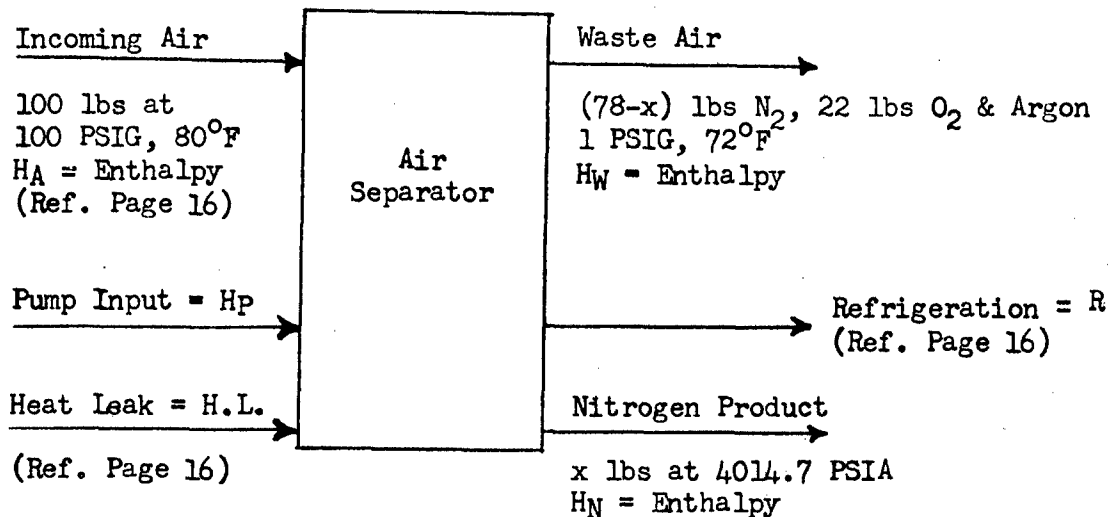 Incoming Air
100 lbs at
100 PSIG, 80°F
H_A = Enthalpy
(Ref. Page 16)
Pump Input = H_P
Heat Leak = H.L.
(Ref. Page 16)
Air
Separator
Waste Air
(78-x) lbs N_2, 22 lbs O_2 & Argon
1 PSIG, 72°F
H_W = Enthalpy
Refrigeration = R
(Ref. Page 16)
Nitrogen Product
x lbs at 4014.7 PSIA
H_N = Enthalpy